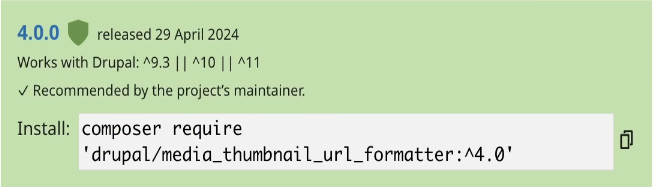 4.0.0 released 29 April 2024
Works with Drupal: ^9.3 || ^10 || ^11
✓ Recommended by the project’s maintainer.
Install: composer require
'drupal/media_thumbnail_url_formatter:^4.0'